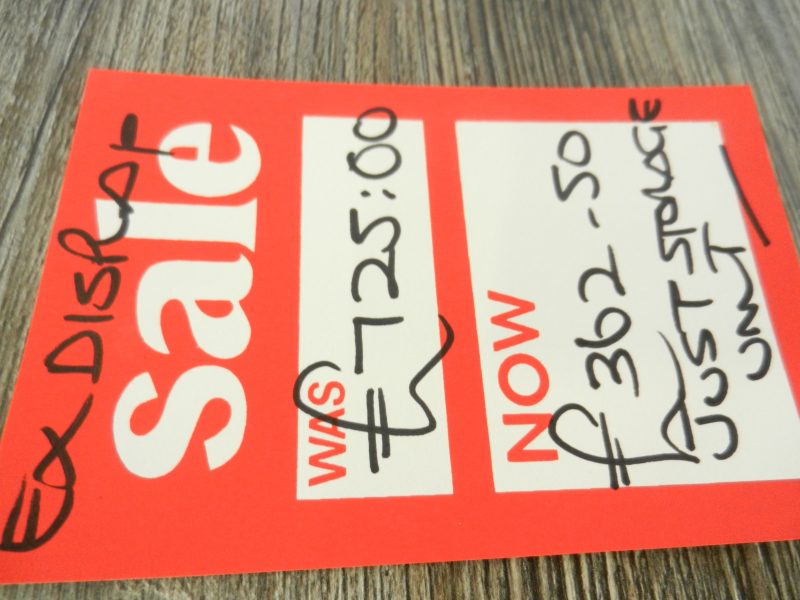 EX DISPLAY
Sale
WAS
£725:00
NOW
£362-50
JUST STORAGE
UNIT